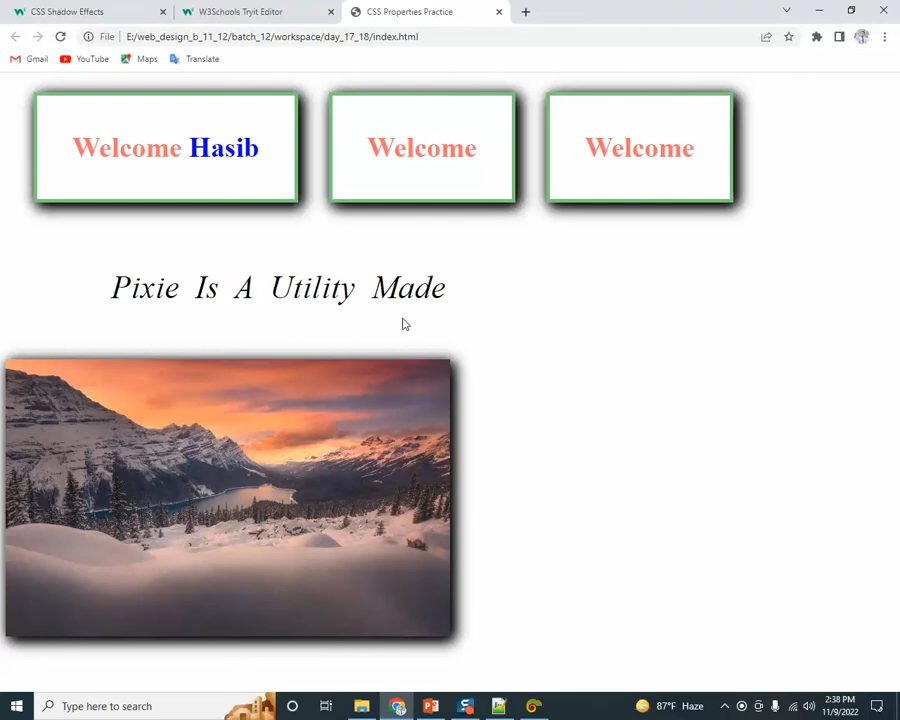 CSS Shadow Effects
W3Schools Tryit Editor
CSS Properties Practice
File
E:/web_design_b_11_12/batch_12/workspace/day_17_18/index.html
Gmail
YouTube
Maps
Translate
Welcome Hasib
Welcome
Welcome
Pixie Is A Utility Made
Type here to search
87°F Haze
2:38 PM
11/9/2022